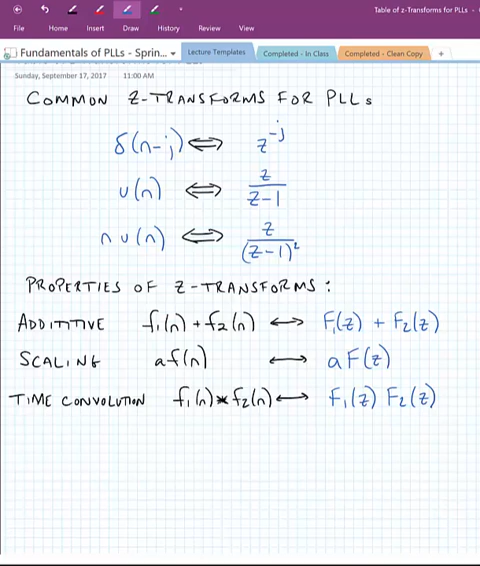 Table of z-Transforms for PLLs -
File Home Insert Draw History Review View
Fundamentals of PLLs - Sprin... Lecture Templates Completed - In Class Completed - Clean Copy +
Sunday, September 17, 2017 11:00 AM
COMMON Z-TRANSFORMS FOR PLLs
δ(n-j) ⟺ z^-j
u(n) ⟺ z/(z-1)
n u(n) ⟺ z/(z-1)²
PROPERTIES OF Z-TRANSFORMS:
ADDITITIVE f₁(n) + f₂(n) ⟷ F₁(z) + F₂(z)
SCALING a f(n) ⟷ a F(z)
TIME CONVOLUTION f₁(n) * f₂(n) ⟷ F₁(z) F₂(z)